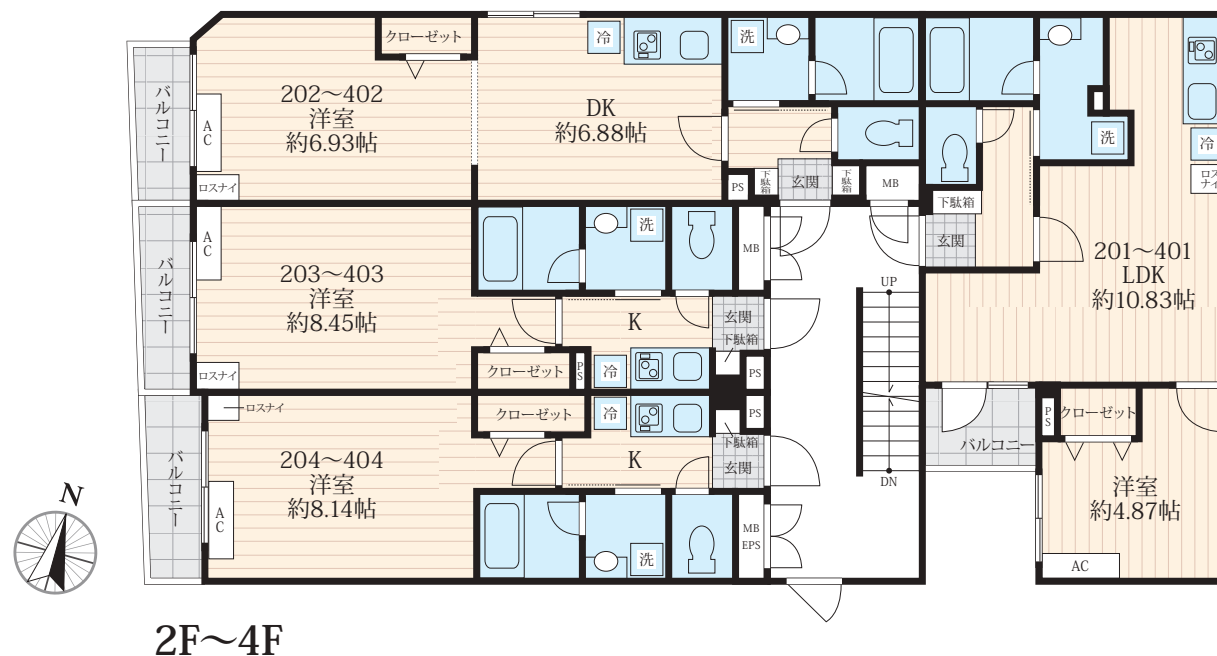 クローゼット
冷
洗
バルコニー
202～402
洋室
約6.93帖
AC
ロスナイ
DK
約6.88帖
PS
下駄箱
玄関
下駄箱
MB
洗
冷
ロスナイ
下駄箱
玄関
201～401
LDK
約10.83帖
バルコニー
AC
203～403
洋室
約8.45帖
ロスナイ
洗
MB
K
玄関
下駄箱
クローゼット
PS
冷
PS
UP
DN
バルコニー
ロスナイ
204～404
洋室
約8.14帖
AC
クローゼット
冷
PS
下駄箱
玄関
K
洗
MB
EPS
バルコニー
PS
クローゼット
洋室
約4.87帖
AC
N
2F～4F